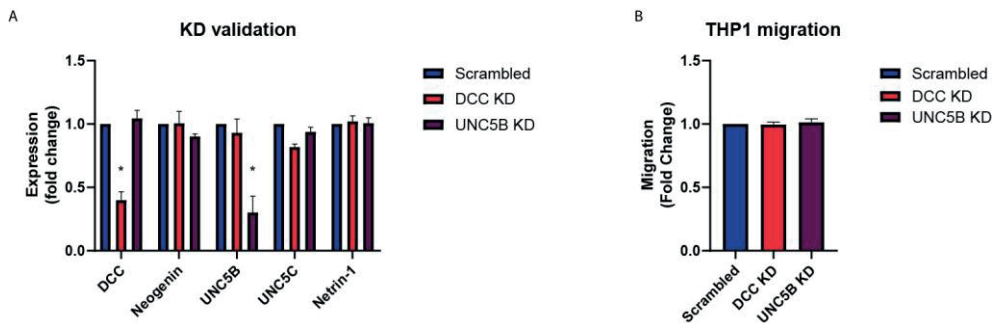 A
KD validation
Expression
(fold change)
1.5
1.0
0.5
0.0
*
*
DCC
Neogenin
UNC5B
UNC5C
Netrin-1
Scrambled
DCC KD
UNC5B KD
B
THP1 migration
Migration
(Fold Change)
1.5
1.0
0.5
0.0
Scrambled
DCC KD
UNC5B KD
Scrambled
DCC KD
UNC5B KD